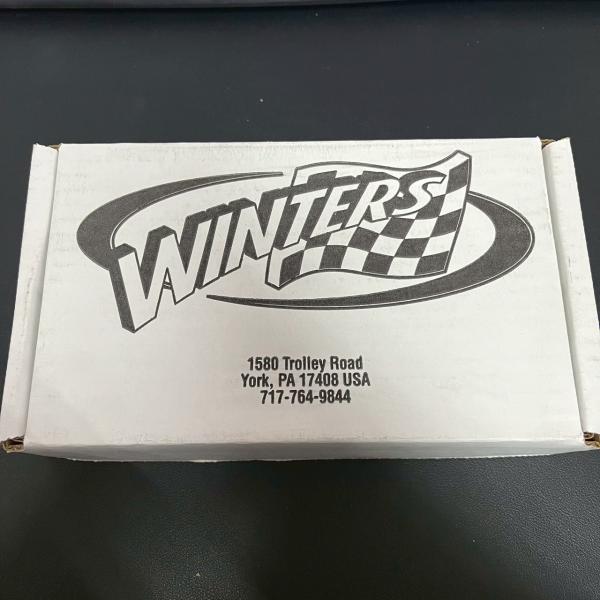 WINTERS
1580 Trolley Road
York, PA 17408 USA
717-764-9844